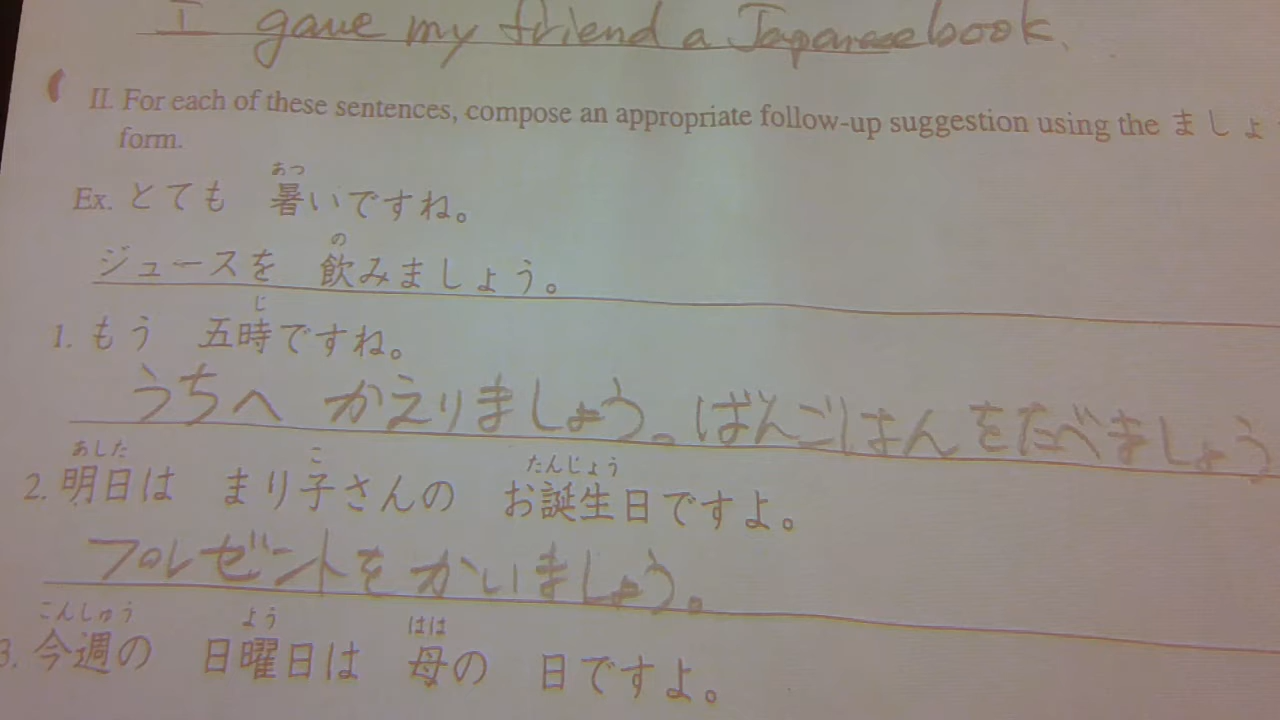 I gave my friend a Japanese book.
II. For each of these sentences, compose an appropriate follow-up suggestion using the ましょ
form.
あつ
Ex. とても 暑いですね。
の
ジュースを 飲みましょう。
じ
1. もう 五時ですね。
うちへ かえりましょう。ばんごはんをたべましょう
あした こ たんじょう
2. 明日は まり子さんの お誕生日ですよ。
プレゼントを かいましょう。
こんしゅう よう はは
3. 今週の 日曜日は 母の 日ですよ。